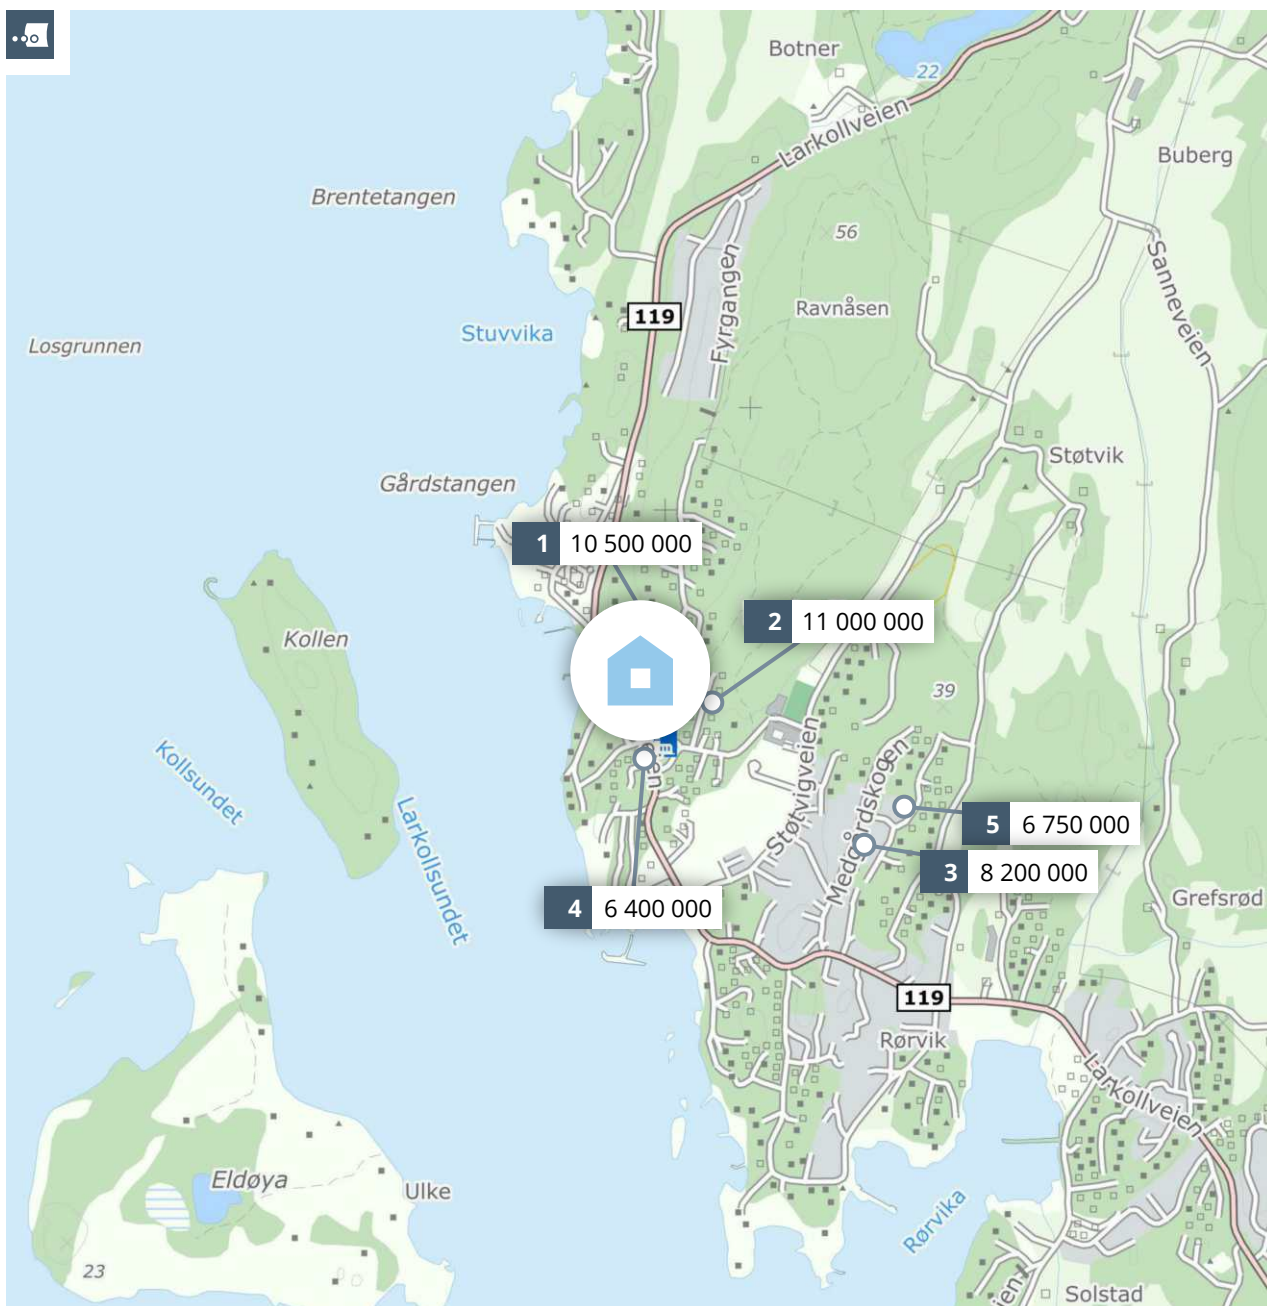 Botner
22
Larkollveien
Buberg
Brentetangen
56
Sanneveien
Fyrgangen
Ravnåsen
119
Stuvvika
Losgrunnen
Støtvik
Gårdstangen
1 10 500 000
2 11 000 000
Kollen
39
Kollsundet
Larkollsundet
Støtvigveien
Medgårdskogen
5 6 750 000
3 8 200 000
4 6 400 000
Grefsrød
119
Rørvik
Larkollveien
Eldøya
Ulke
Rørvika
23
Solstad